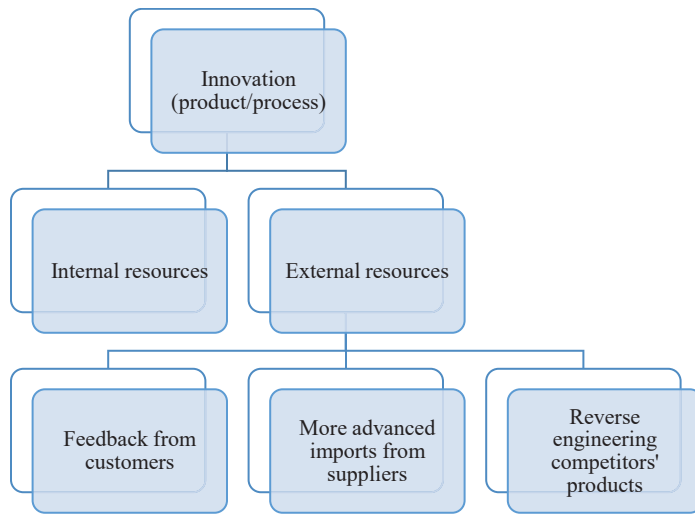 Innovation
(product/process)
Internal resources
External resources
Feedback from
customers
More advanced
imports from
suppliers
Reverse
engineering
competitors'
products